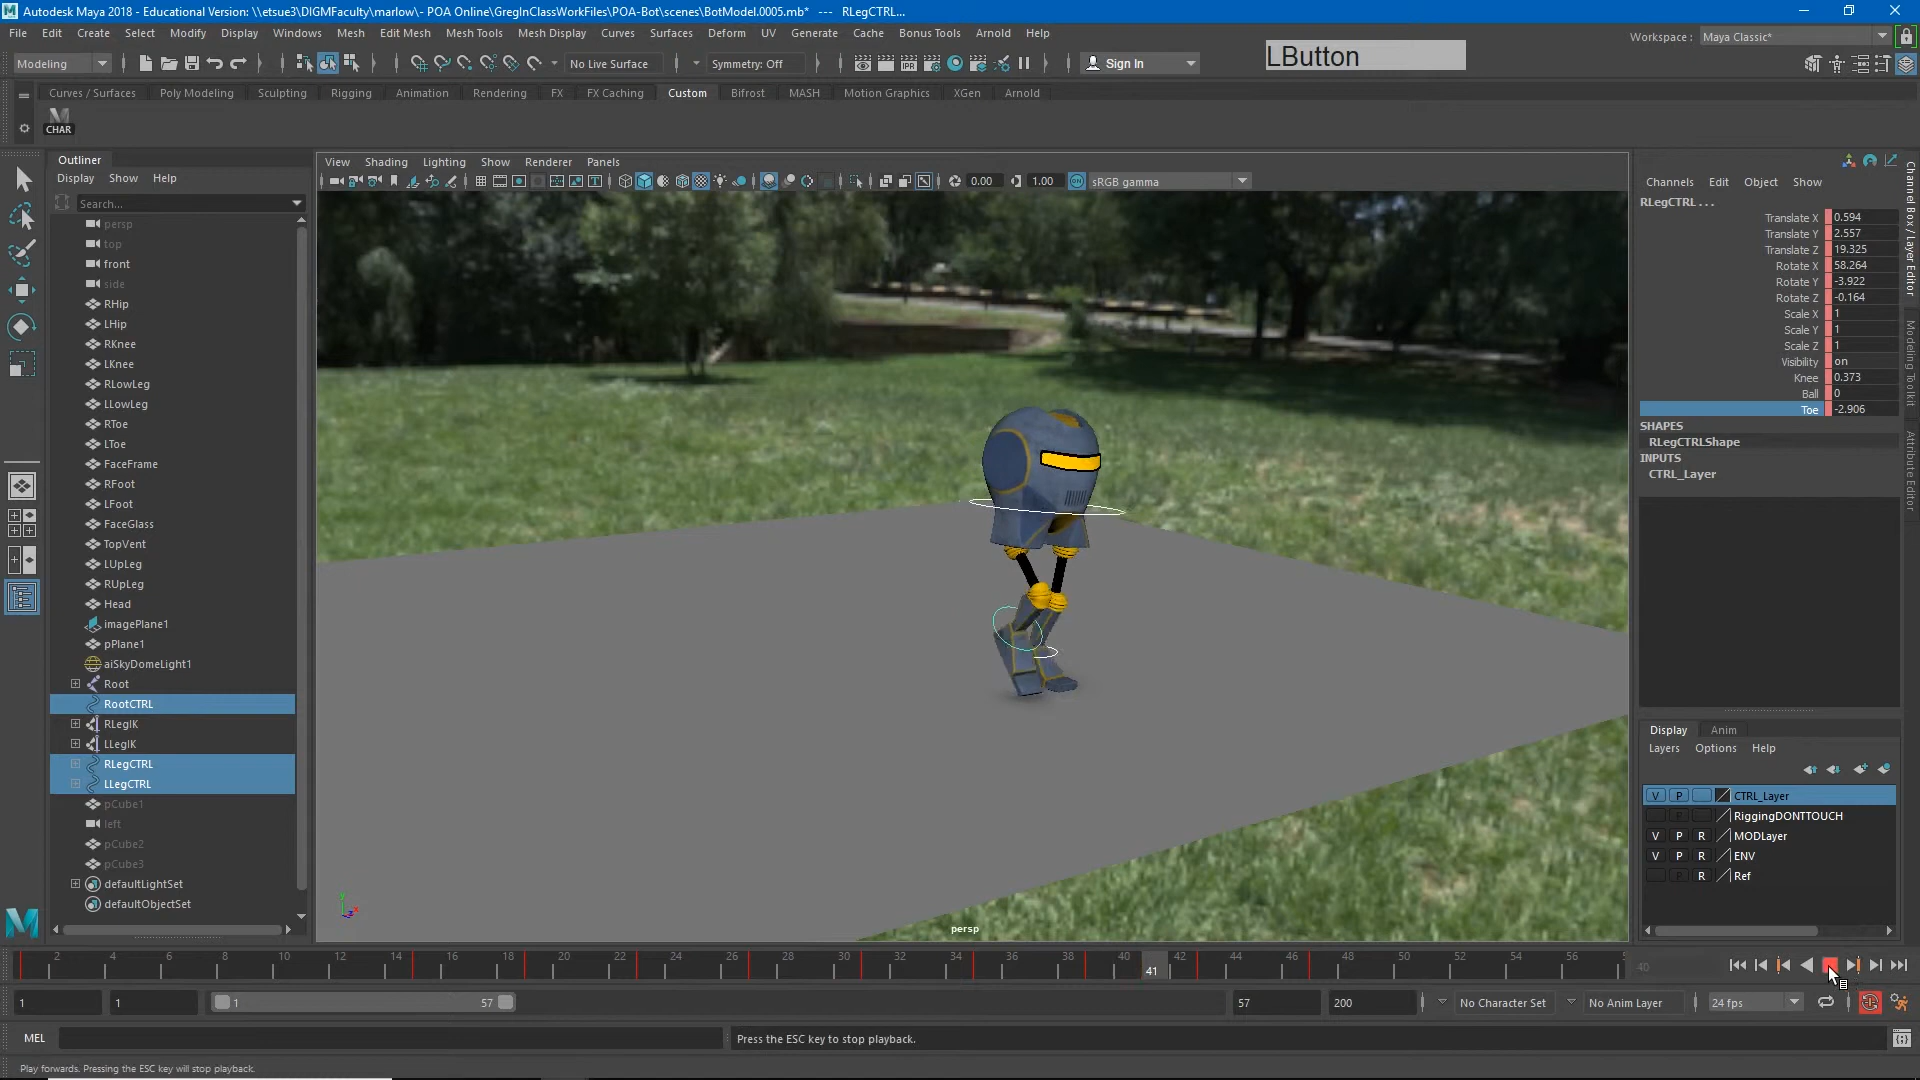 Autodesk Maya 2018 - Educational Version: \\etsue3\DIGMFaculty\marlow\- POA Online\GregInClassWorkFiles\POA-Bot\scenes\BotModel.0005.mb* --- RLegCTRL...
File Edit Create Select Modify Display Windows Mesh Edit Mesh Mesh Tools Mesh Display Curves Surfaces Deform UV Generate Cache Bonus Tools Arnold Help
Workspace : Maya Classic*
LButton
Modeling No Live Surface Symmetry: Off Sign In
Curves / Surfaces Poly Modeling Sculpting Rigging Animation Rendering FX FX Caching Custom Bifrost MASH Motion Graphics XGen Arnold
CHAR
Outliner
Display Show Help
Search...
persp
top
front
side
RHip
LHip
RKnee
LKnee
RLowLeg
LLowLeg
RToe
LToe
FaceFrame
RFoot
LFoot
FaceGlass
TopVent
LUpLeg
RUpLeg
Head
imagePlane1
pPlane1
aiSkyDomeLight1
Root
RootCTRL
RLegIK
LLegIK
RLegCTRL
LLegCTRL
pCube1
left
pCube2
pCube3
defaultLightSet
defaultObjectSet
View Shading Lighting Show Renderer Panels
0.00 1.00 sRGB gamma
persp
Channels Edit Object Show
RLegCTRL . . .
Translate X 0.594
Translate Y 2.557
Translate Z 19.325
Rotate X 58.264
Rotate Y -3.922
Rotate Z -0.164
Scale X 1
Scale Y 1
Scale Z 1
Visibility on
Knee 0.373
Ball 0
Toe -2.906
SHAPES
RLegCTRLShape
INPUTS
CTRL_Layer
Channel Box / Layer Editor
Modeling Toolkit
Attribute Editor
Display Anim
Layers Options Help
V P CTRL_Layer
RiggingDONTTOUCH
V P R MODLayer
V P R ENV
R Ref
2 4 6 8 10 12 14 16 18 20 22 24 26 28 30 32 34 36 38 40 42 44 46 48 50 52 54 56
41
40
1 1 1 57 57 200 No Character Set No Anim Layer 24 fps
MEL Press the ESC key to stop playback.
Play forwards. Pressing the ESC key will stop playback.